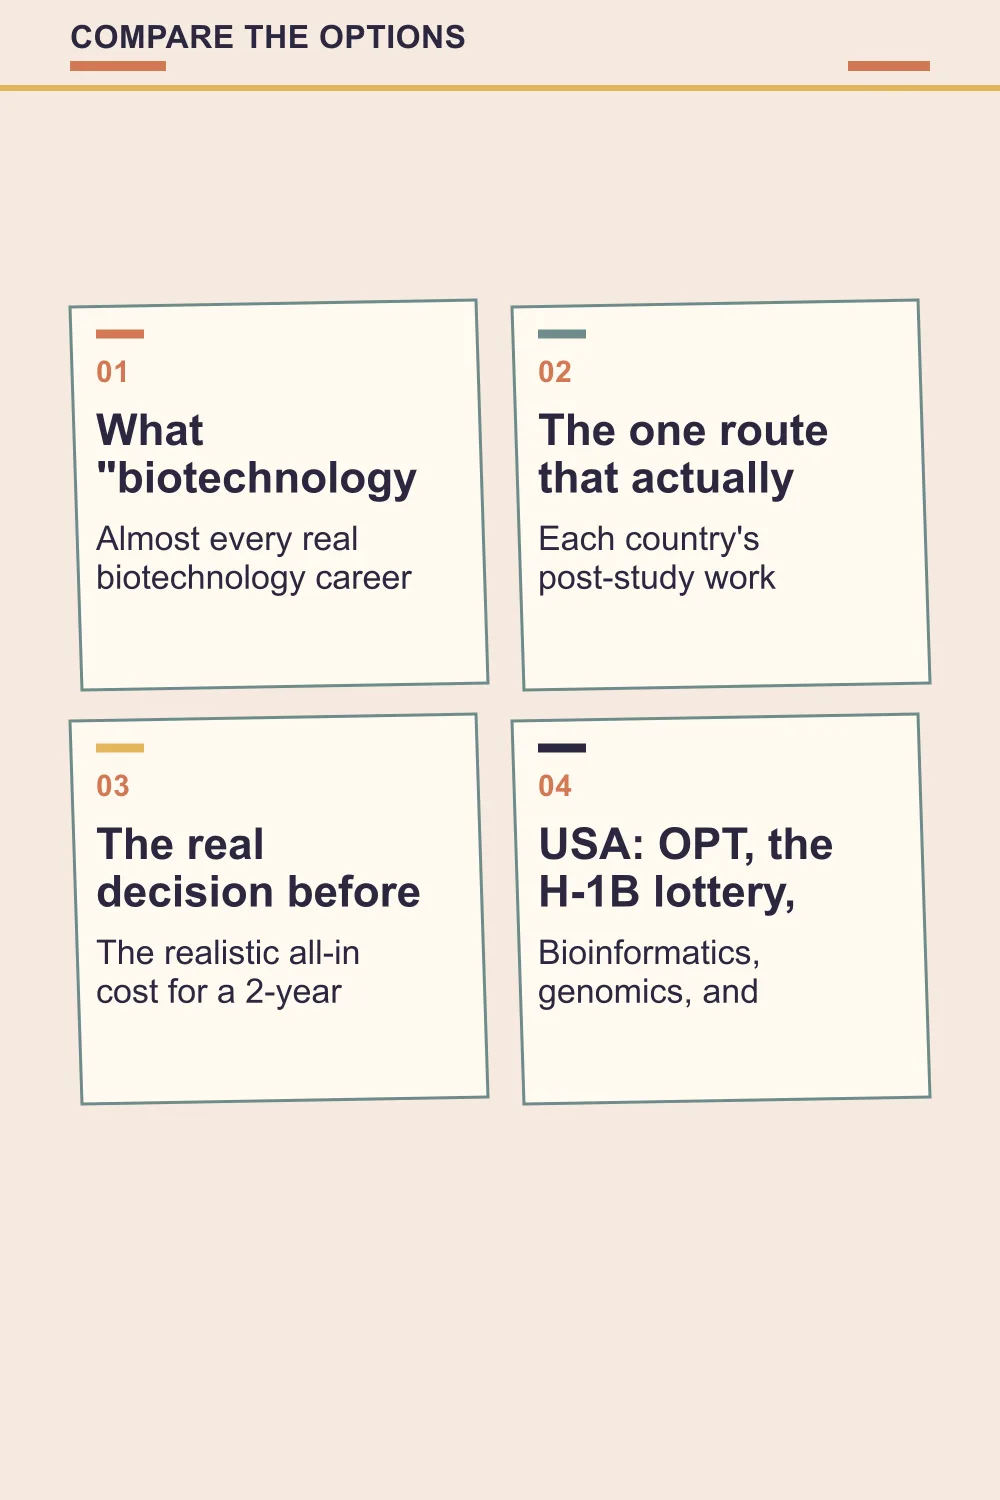 COMPARE THE OPTIONS
01
What
"biotechnology
Almost every real
biotechnology career
02
The one route
that actually
Each country's
post-study work
03
The real
decision before
The realistic all-in
cost for a 2-year
04
USA: OPT, the
H-1B lottery,
Bioinformatics,
genomics, and